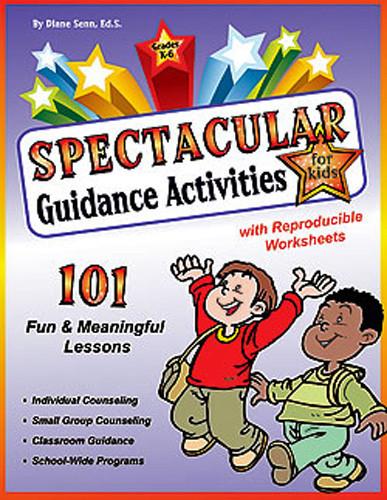 By Diane Senn, Ed.S.
Grades
K-6
SPECTACULAR
for
kids
Guidance Activities
with Reproducible
Worksheets
101
Fun & Meaningful
Lessons
• Individual Counseling
• Small Group Counseling
• Classroom Guidance
• School-Wide Programs